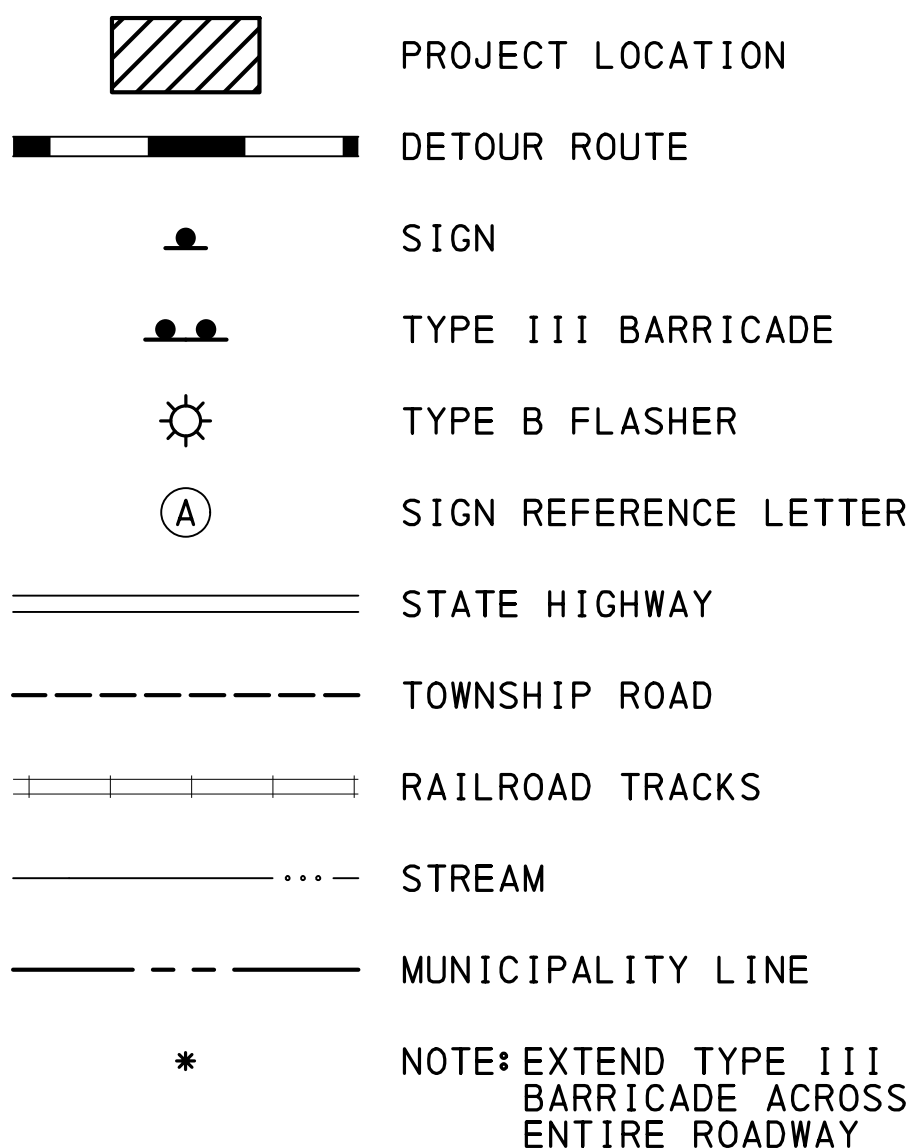 PROJECT LOCATION
DETOUR ROUTE
SIGN
TYPE III BARRICADE
TYPE B FLASHER
A SIGN REFERENCE LETTER
STATE HIGHWAY
TOWNSHIP ROAD
RAILROAD TRACKS
STREAM
MUNICIPALITY LINE
* NOTE: EXTEND TYPE III
BARRICADE ACROSS
ENTIRE ROADWAY